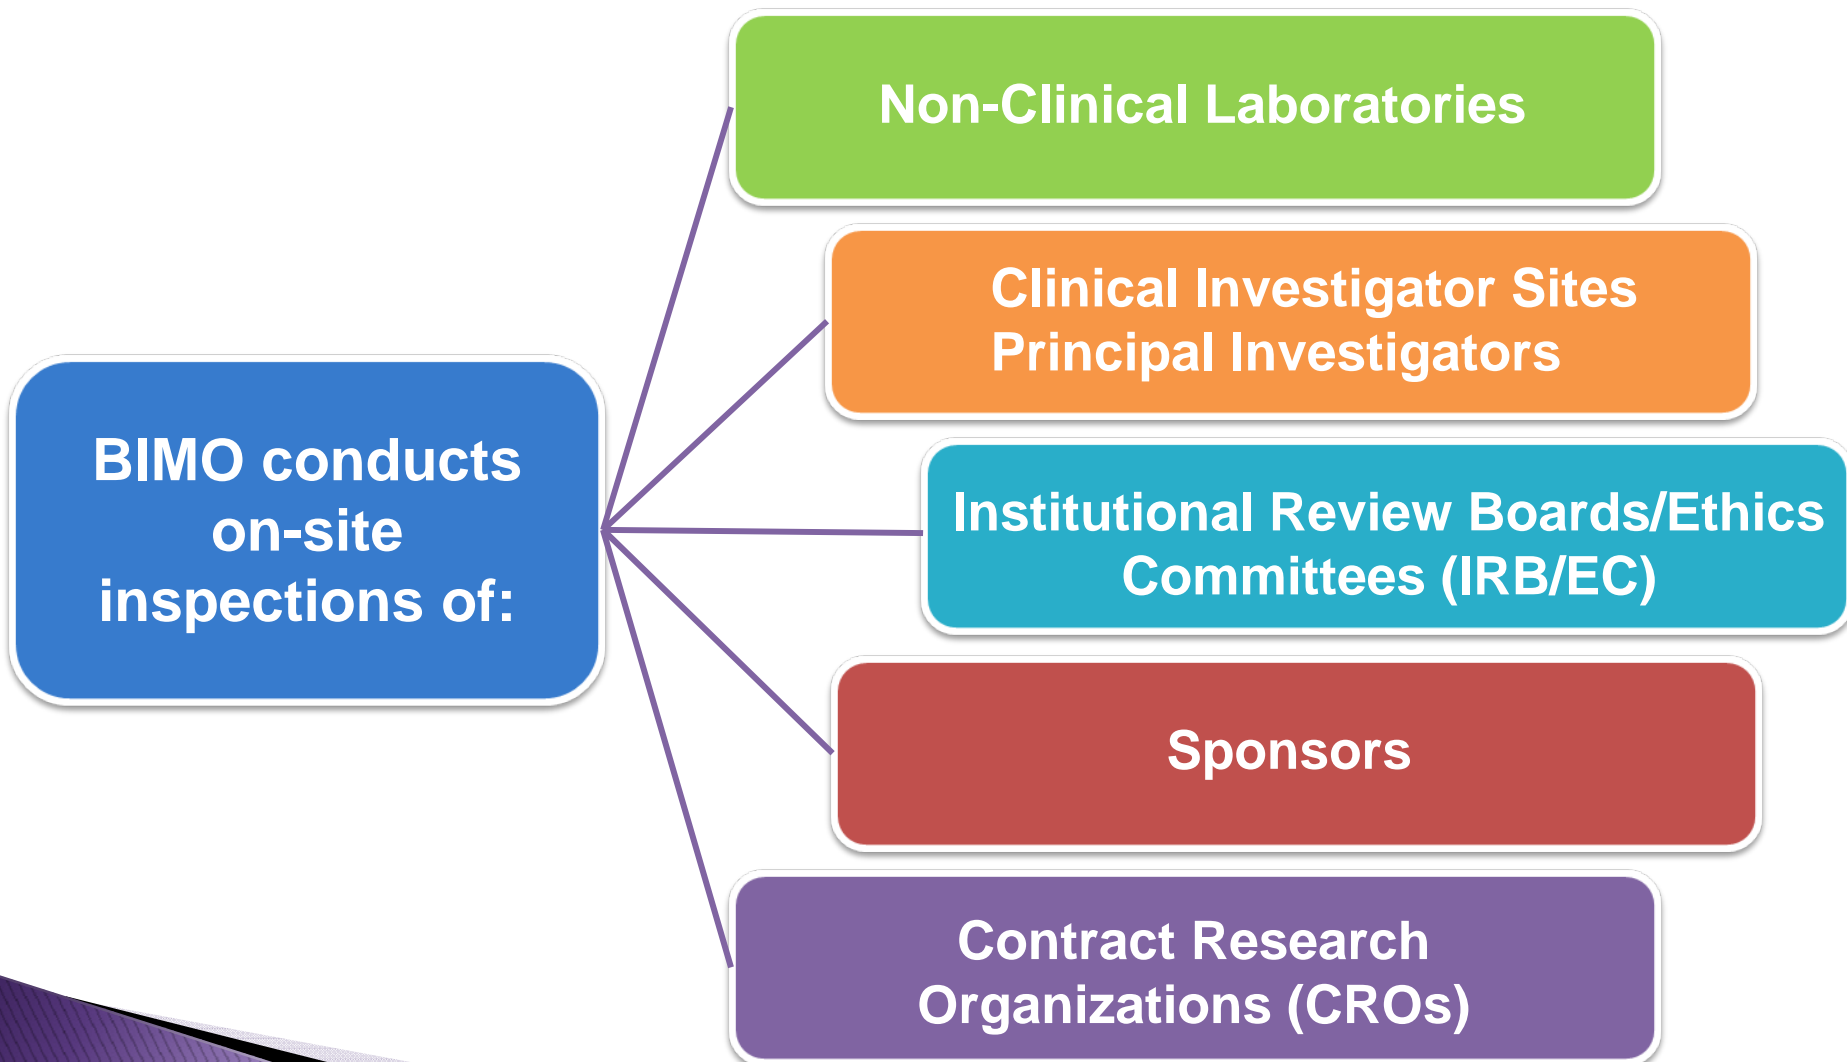 Non-Clinical Laboratories
Clinical Investigator Sites
Principal Investigators
BIMO conducts
on-site
inspections of:
Institutional Review Boards/Ethics
Committees (IRB/EC)
Sponsors
Contract Research
Organizations (CROs)